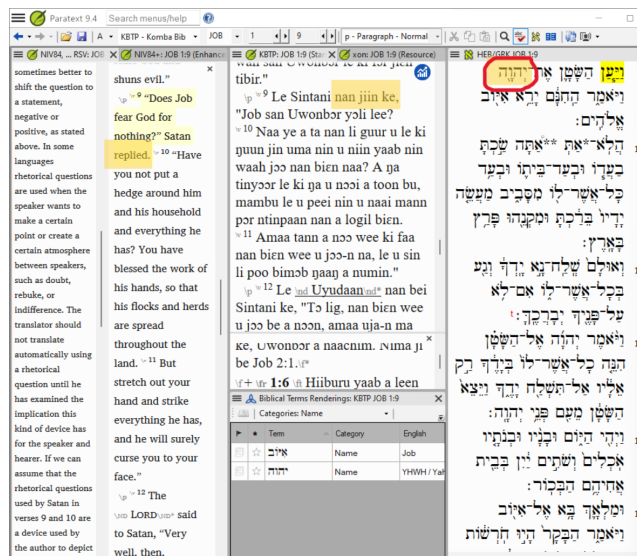 Paratext 9.4
Search menus/help
?
A
KBTP - Komba Bib
JOB
1
9
p - Paragraph - Normal
NIV84, ... RSV: JOB
NIV84+: JOB 1:9 (Enhance
KBTP: JOB 1:9 (Sta
xon: JOB 1:9 (Resource)
HEB/GRK JOB 1:9
sometimes better to
shift the question to
a statement,
negative or
positive, as stated
above. In some
languages
rhetorical questions
are used when the
speaker wants to
make a certain
point or create a
certain atmosphere
between speakers,
such as doubt,
rebuke, or
indifference. The
translator should
not translate
automatically using
a rhetorical
question until he
has examined the
implication this
kind of device has
for the speaker and
hearer. If we can
assume that the
rhetorical questions
used by Satan in
verses 9 and 10 are
a device used by
the author to depict
shuns evil.”
\p \v 9 “Does Job
fear God for
nothing?” Satan
replied. \v 10 “Have
you not put a
hedge around him
and his household
and everything he
has? You have
blessed the work of
his hands, so that
his flocks and herds
are spread
throughout the
land. \v 11 But
stretch out your
hand and strike
everything he has,
and he will surely
curse you to your
face.”
\p \v 12 The
\ND LORD\ND* said
to Satan, “Very
well, then,
tibir."
\p \v 9 Le Sintani nan jiin ke,
"Job san Uwonbɔr yɔli lee?
\v 10 Naa ye a ta nan li guur u le ki
ŋuun jin uma nin u niin yaab nin
waah jɔɔ nan biɛn naa? A ŋa
tinyɔɔr le ki ŋa u nɔɔi a toon bu,
mambu le u peei nin u naai mann
pɔr ntinpaan nan a logil biɛn.
\v 11 Amaa tann a nɔɔ wee ki faa
nan biɛn wee u jɔɔ-n na, le u sin
li poo bimɔb ŋaaŋ a numin."
\p \v 12 Le \nd Uyudaan\nd* nan bei
Sintani ke, "Tɔ lig, nan biɛn wee
u jɔɔ be a nɔɔn, amaa uja-n ma
ke, Uwonbɔr a naacnim. Nima ji
be Job 2:1.\f*
\f + \fr 1:6 \ft Hiiburu yaab a leen
Biblical Terms Renderings: KBTP JOB 1:9
Categories: Name
Term
Category
English
אִיּוֹב
Name
Job
יהוה
Name
YHWH / Yah
וַיַּ֧עַן הַשָּׂטָ֛ן אֶת־יְהוָ֖ה
וַיֹּאמַ֑ר הַֽחִנָּ֔ם יָרֵ֥א אִיּ֖וֹב
אֱלֹהִֽים׃
הֲלֹֽא־*אַתְּ **אַ֠תָּה שַׂ֣כְתָּ
בַעֲד֧וֹ וּבְעַד־בֵּית֛וֹ וּבְעַ֥ד
כָּל־אֲשֶׁר־ל֖וֹ מִסָּבִ֑יב מַעֲשֵׂ֤ה
יָדָיו֙ בֵּרַ֔כְתָּ וּמִקְנֵ֖הוּ פָּרַ֥ץ
בָּאָֽרֶץ׃
וְאוּלָם֙ שְׁלַֽח־נָ֣א יָֽדְךָ֔ וְגַ֖ע
בְּכָל־אֲשֶׁר־ל֑וֹ אִם־לֹ֥א
עַל־פָּנֶ֖יךָ יְבָרֲכֶֽךָּ׃
וַיֹּ֨אמֶר יְהוָ֜ה אֶל־הַשָּׂטָ֗ן
הִנֵּ֤ה כָל־אֲשֶׁר־לוֹ֙ בְּיָדֶ֔ךָ רַ֣ק
אֵלָ֔יו אַל־תִּשְׁלַ֖ח יָדֶ֑ךָ וַיֵּצֵא֙
הַשָּׂטָ֔ן מֵעִ֖ם פְּנֵ֥י יְהוָֽה׃
וַיְהִ֖י הַיּ֑וֹם וּבָנָ֨יו וּבְנֹתָ֤יו
אֹֽכְלִים֙ וְשֹׁתִ֣ים יַ֔יִן בְּבֵ֖ית
אֲחִיהֶ֥ם הַבְּכֽוֹר׃
וּמַלְאָ֛ךְ בָּ֥א אֶל־אִיּ֖וֹב
וַיֹּאמַ֑ר הַבָּקָר֙ הָי֣וּ חֹֽרְשׁ֔וֹת